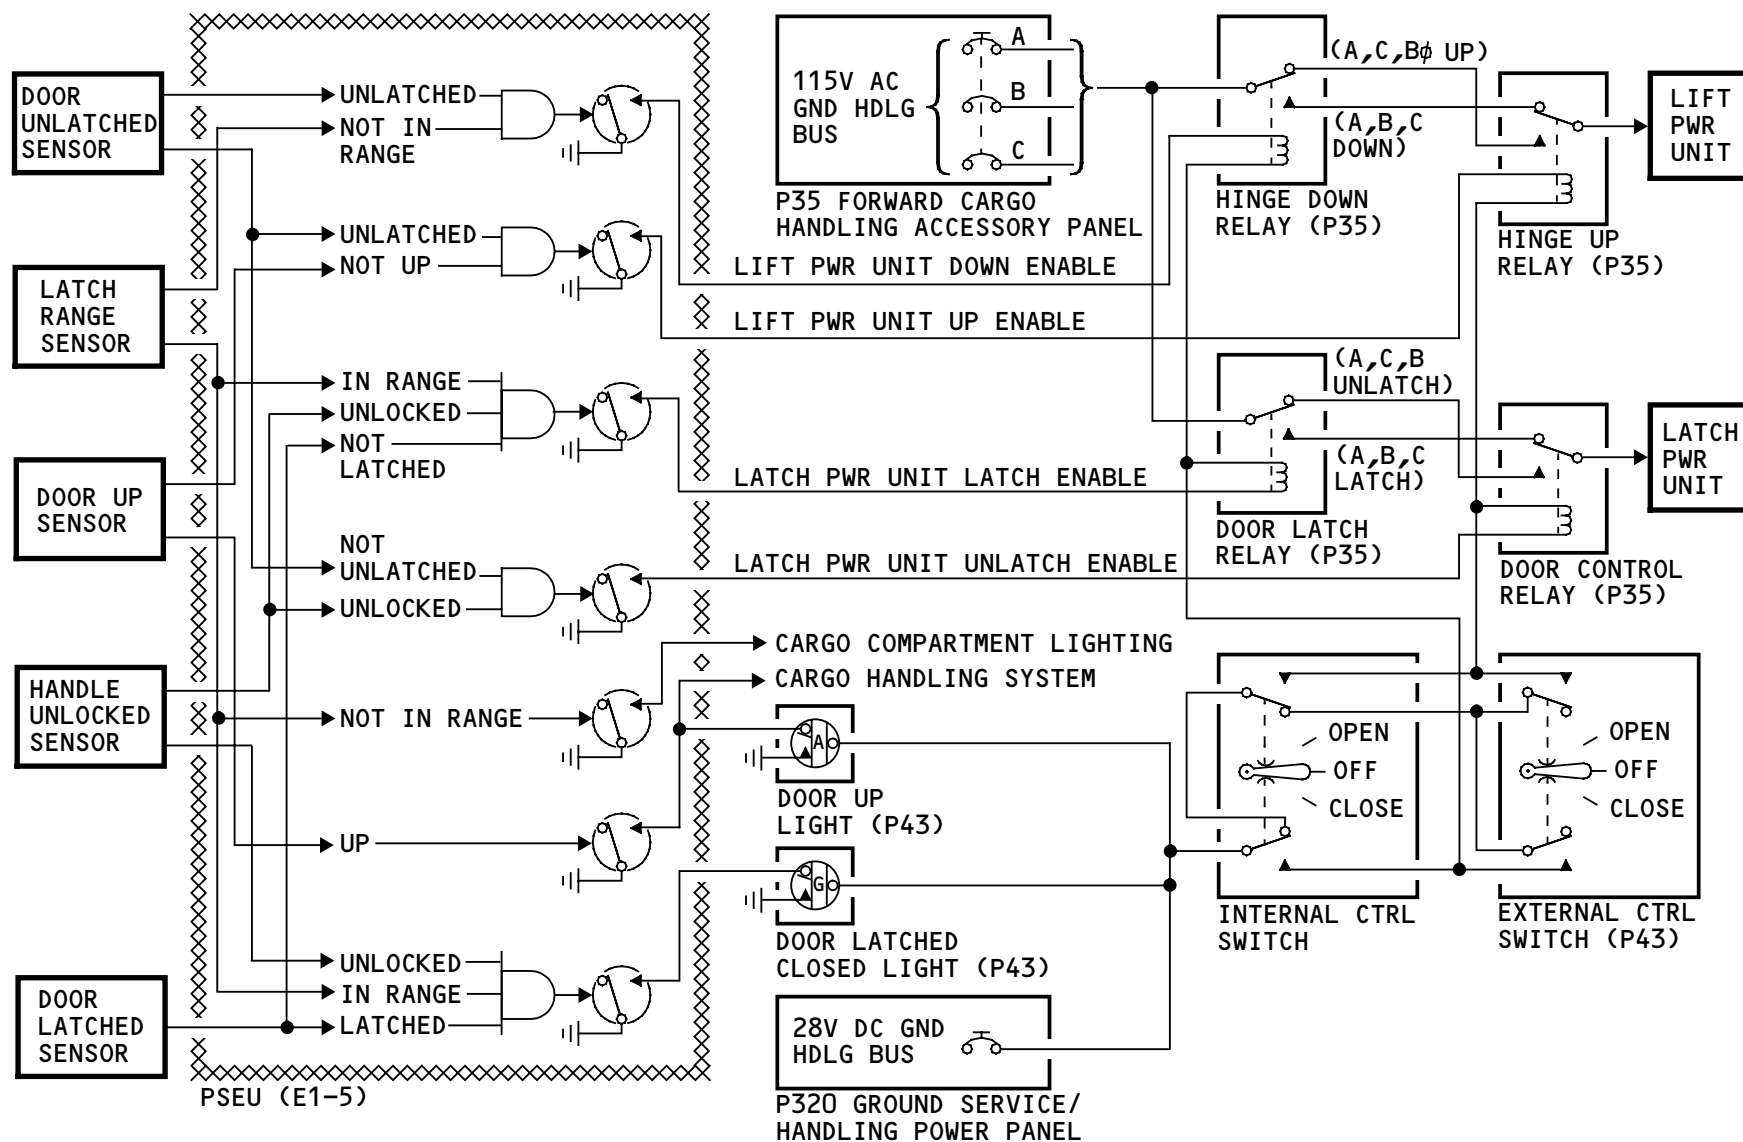 DOOR
UNLATCHED
SENSOR
LATCH
RANGE
SENSOR
DOOR UP
SENSOR
HANDLE
UNLOCKED
SENSOR
DOOR
LATCHED
SENSOR
UNLATCHED
NOT IN
RANGE
UNLATCHED
NOT UP
IN RANGE
UNLOCKED
NOT
LATCHED
NOT
UNLATCHED
UNLOCKED
NOT IN RANGE
UP
UNLOCKED
IN RANGE
LATCHED
PSEU (E1-5)
115V AC
GND HDLG
BUS
A
B
C
P35 FORWARD CARGO
HANDLING ACCESSORY PANEL
LIFT PWR UNIT DOWN ENABLE
LIFT PWR UNIT UP ENABLE
LATCH PWR UNIT LATCH ENABLE
LATCH PWR UNIT UNLATCH ENABLE
CARGO COMPARTMENT LIGHTING
CARGO HANDLING SYSTEM
A
DOOR UP
LIGHT (P43)
G
DOOR LATCHED
CLOSED LIGHT (P43)
28V DC GND
HDLG BUS
P320 GROUND SERVICE/
HANDLING POWER PANEL
(A,C,Bφ UP)
(A,B,C
DOWN)
HINGE DOWN
RELAY (P35)
HINGE UP
RELAY (P35)
LIFT
PWR
UNIT
(A,C,B
UNLATCH)
(A,B,C
LATCH)
DOOR LATCH
RELAY (P35)
DOOR CONTROL
RELAY (P35)
LATCH
PWR
UNIT
OPEN
OFF
CLOSE
INTERNAL CTRL
SWITCH
OPEN
OFF
CLOSE
EXTERNAL CTRL
SWITCH (P43)